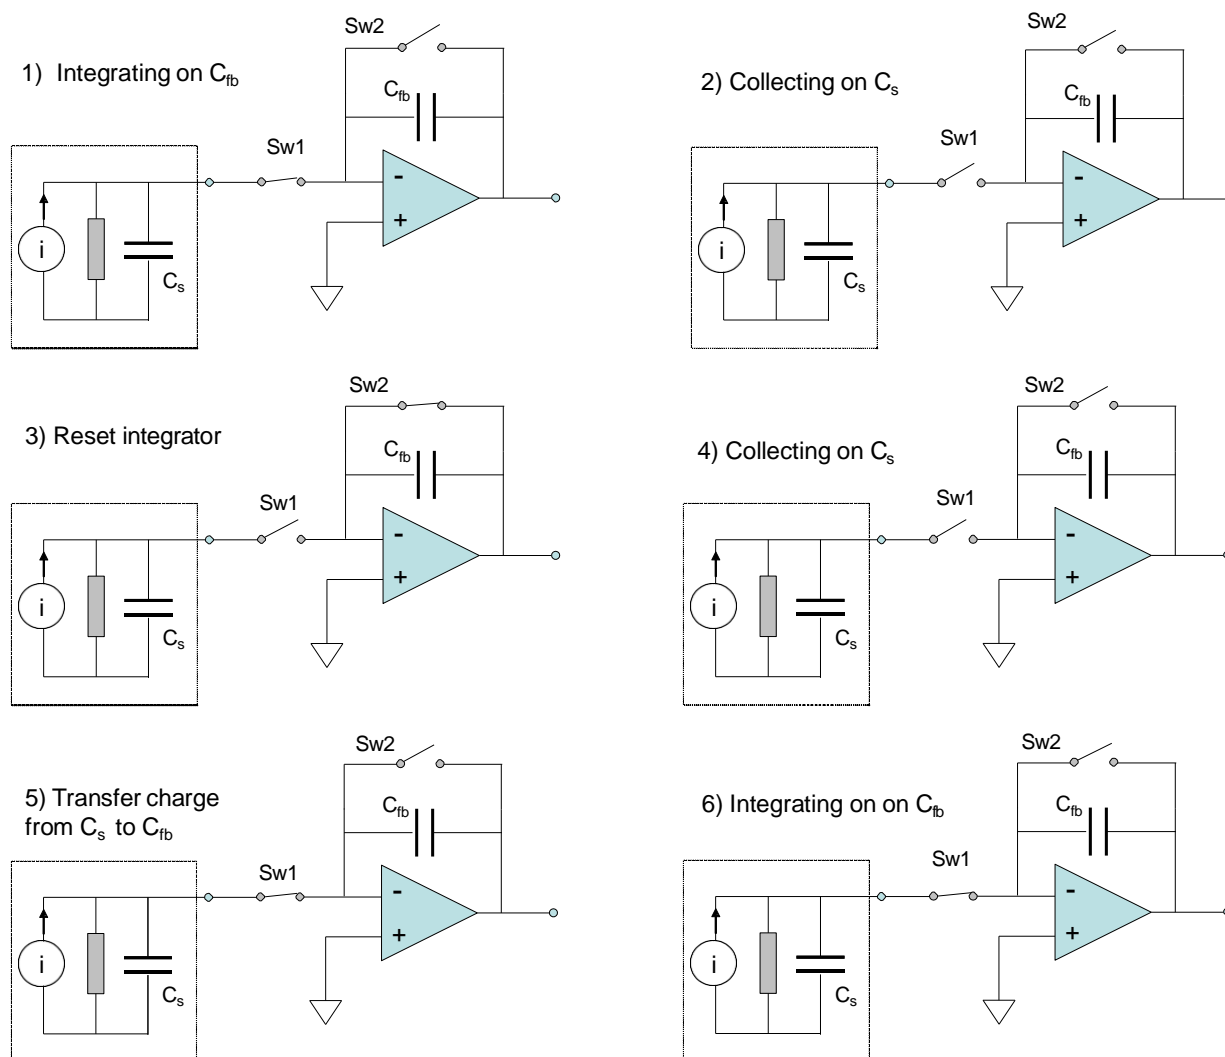 1) Integrating on Cfb
Sw2
Cfb
Sw1
-
+
i
Cs
2) Collecting on Cs
Sw2
Cfb
Sw1
-
+
i
Cs
3) Reset integrator
Sw2
Cfb
Sw1
-
+
i
Cs
4) Collecting on Cs
Sw2
Cfb
Sw1
-
+
i
Cs
5) Transfer charge
from Cs to Cfb
Sw2
Cfb
Sw1
-
+
i
Cs
6) Integrating on on Cfb
Sw2
Cfb
Sw1
-
+
i
Cs